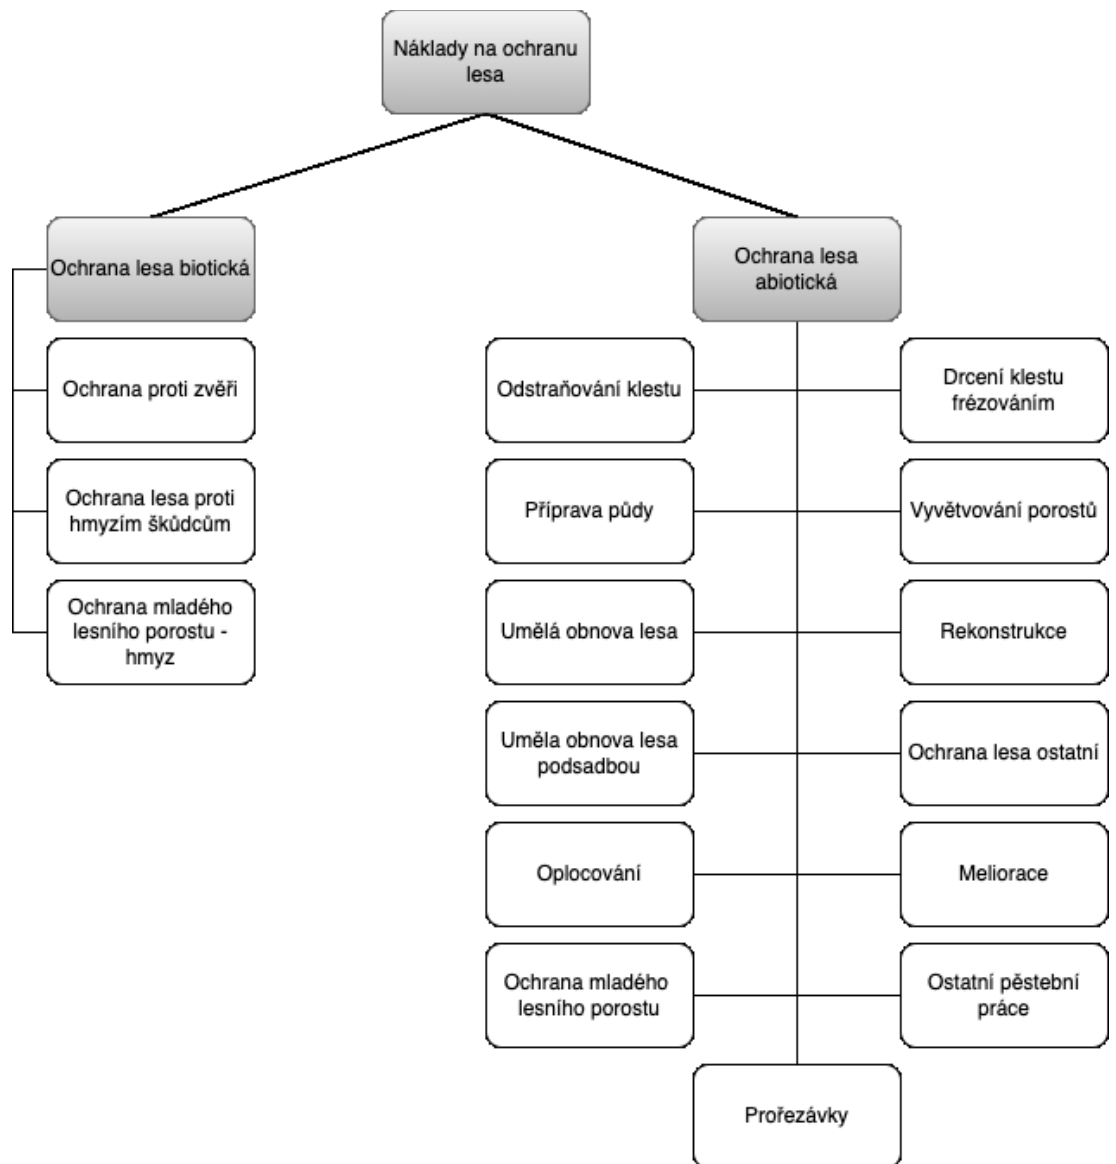 Náklady na ochranu
lesa
Ochrana lesa biotická
Ochrana lesa
abiotická
Ochrana proti zvěři
Odstraňování klestu
Drcení klestu
frézováním
Ochrana lesa proti
hmyzím škůdcům
Příprava půdy
Vyvětvování porostů
Ochrana mladého
lesního porostu -
hmyz
Umělá obnova lesa
Rekonstrukce
Uměla obnova lesa
podsadbou
Ochrana lesa ostatní
Oplocování
Meliorace
Ochrana mladého
lesního porostu
Ostatní pěstební
práce
Prořezávky